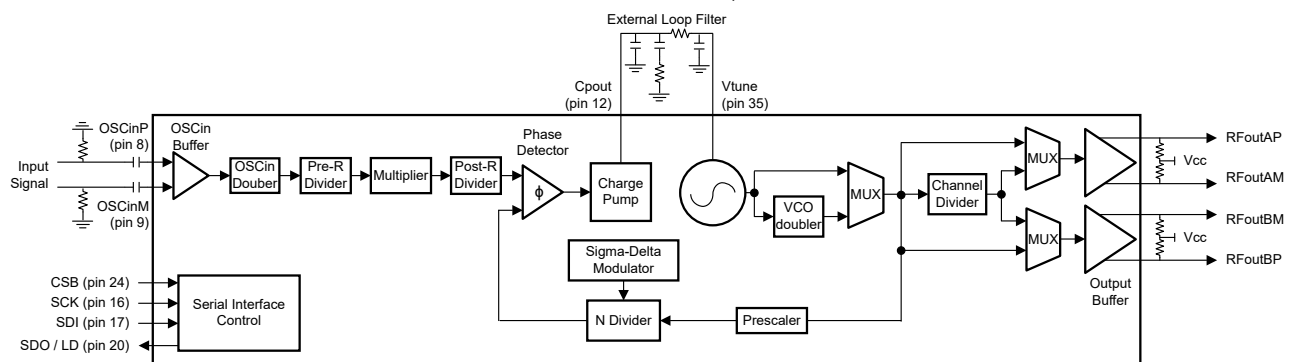 External Loop Filter
Cpout
(pin 12)
Vtune
(pin 35)
OSCinP
(pin 8)
OSCin
Buffer
Input
Signal
OSCinM
(pin 9)
OSCin
Douber
Pre-R
Divider
Multiplier
Post-R
Divider
Phase
Detector
ϕ
Charge
Pump
VCO
doubler
MUX
Channel
Divider
MUX
MUX
Output
Buffer
RFoutAP
Vcc
RFoutAM
RFoutBM
Vcc
RFoutBP
Sigma-Delta
Modulator
N Divider
Prescaler
CSB (pin 24)
SCK (pin 16)
SDI (pin 17)
SDO / LD (pin 20)
Serial Interface
Control